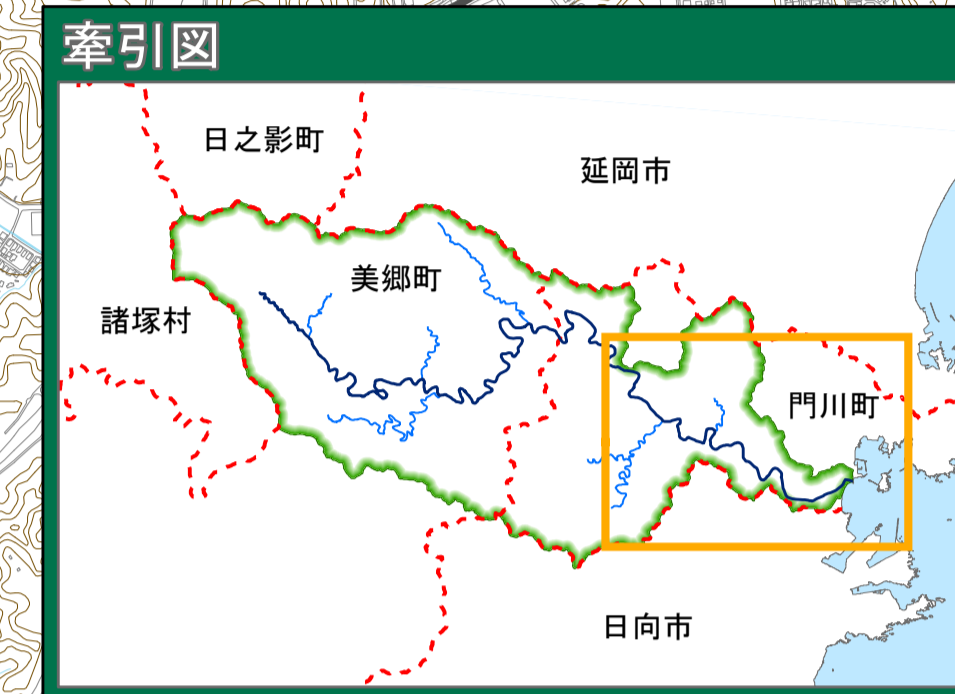 牽引図
日之影町
延岡市
美郷町
諸塚村
門川町
日向市